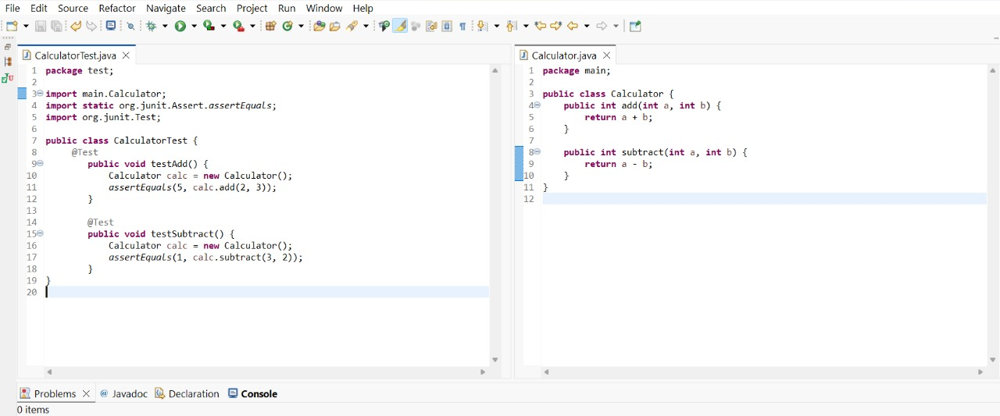 File Edit Source Refactor Navigate Search Project Run Window Help
CalculatorTest.java
1 package test;
2
3 import main.Calculator;
4 import static org.junit.Assert.assertEquals;
5 import org.junit.Test;
6
7 public class CalculatorTest {
8 @Test
9 public void testAdd() {
10 Calculator calc = new Calculator();
11 assertEquals(5, calc.add(2, 3));
12 }
13
14 @Test
15 public void testSubtract() {
16 Calculator calc = new Calculator();
17 assertEquals(1, calc.subtract(3, 2));
18 }
19 }
20
Calculator.java
1 package main;
2
3 public class Calculator {
4 public int add(int a, int b) {
5 return a + b;
6 }
7
8 public int subtract(int a, int b) {
9 return a - b;
10 }
11 }
12
Problems @ Javadoc Declaration Console
0 items